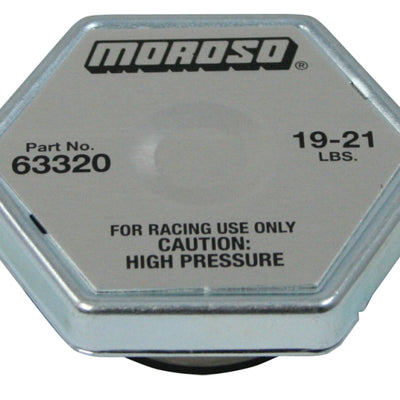 MOROSO®
Part No.
63320
19-21
LBS.
FOR RACING USE ONLY
CAUTION:
HIGH PRESSURE